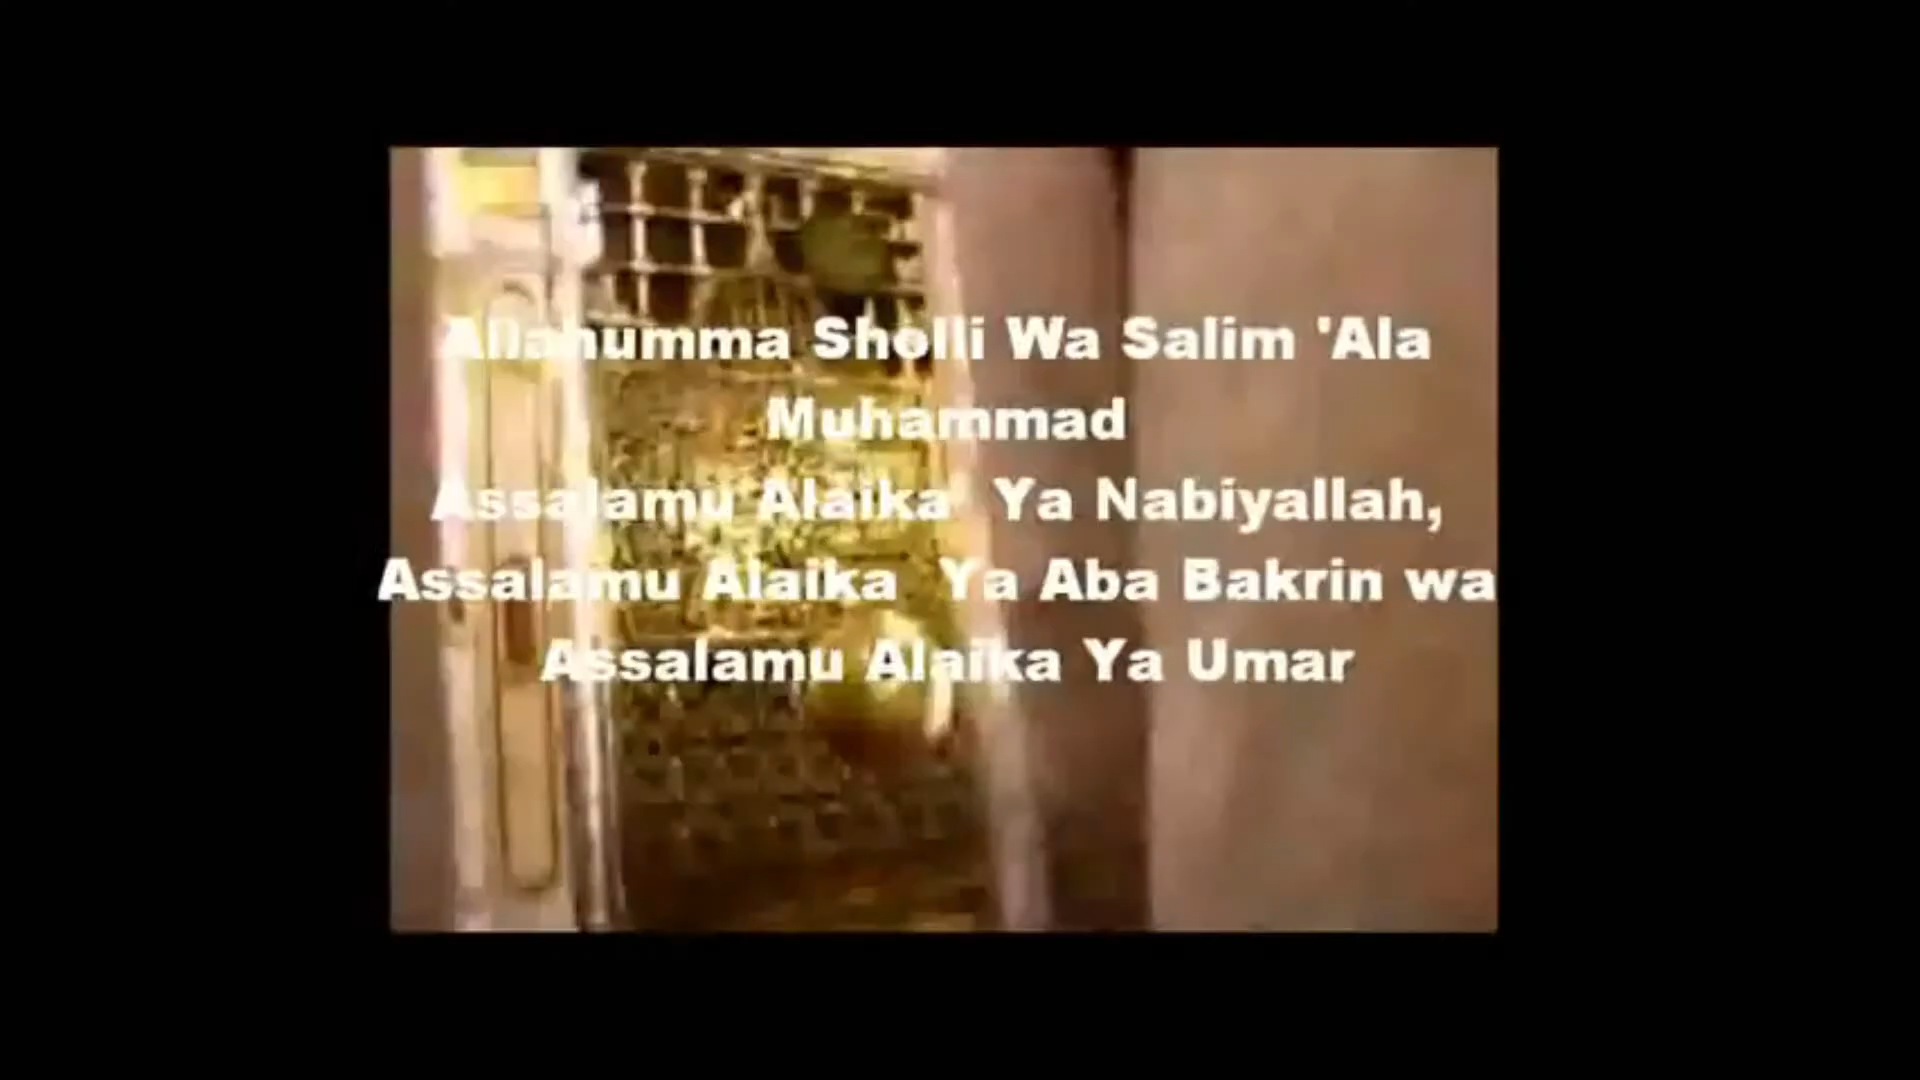 Allahumma Sholli Wa Salim 'Ala
Muhammad
Assalamu Alaika Ya Nabiyallah,
Assalamu Alaika Ya Aba Bakrin wa
Assalamu Alaika Ya Umar